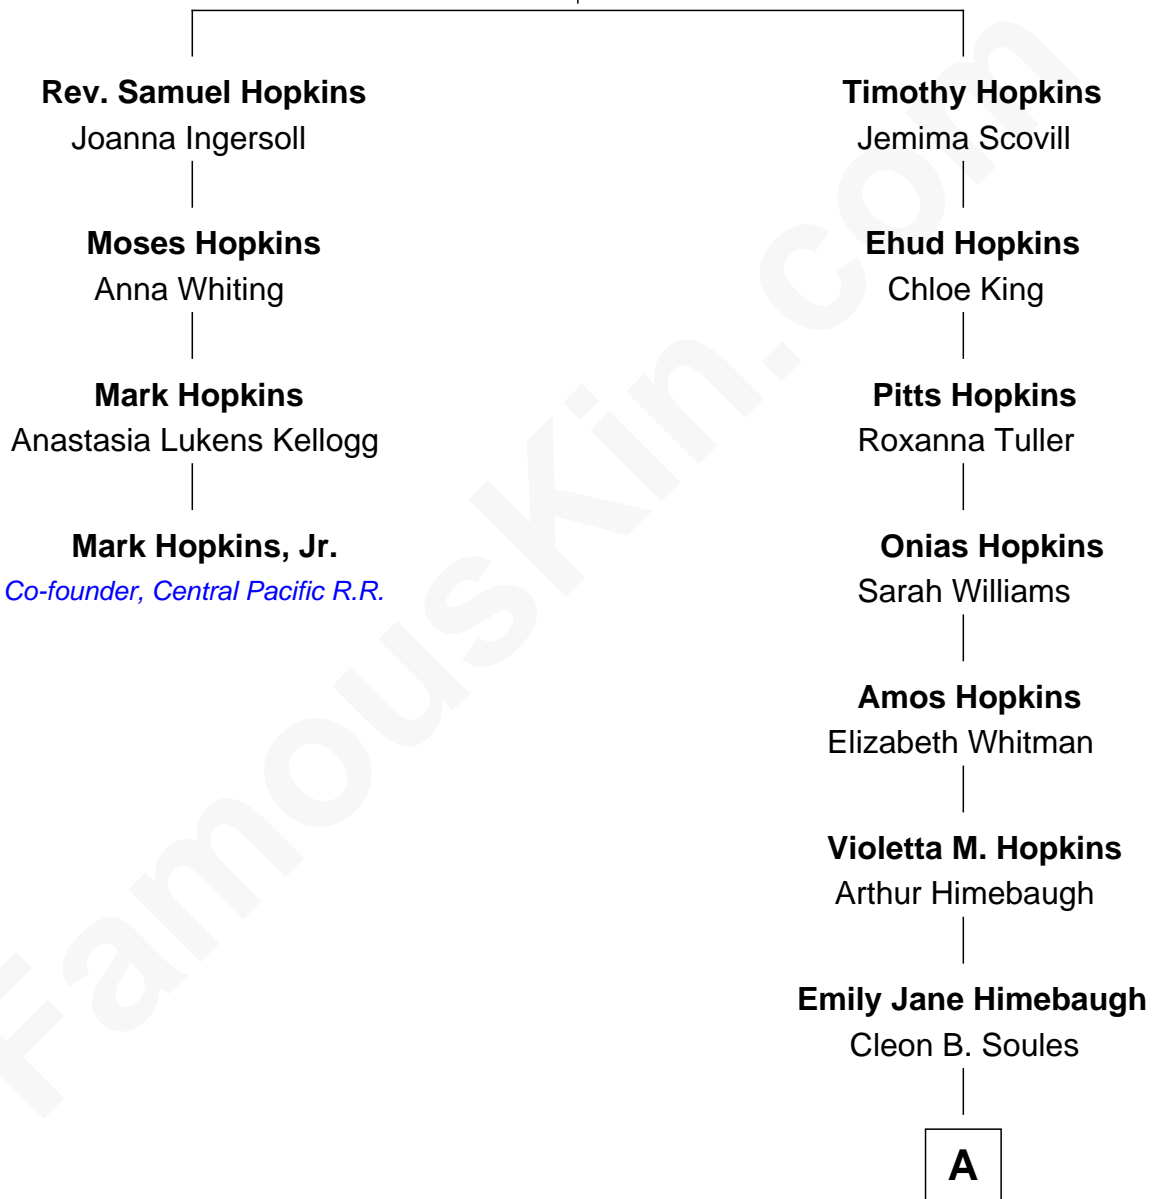 Rev. Samuel Hopkins
Joanna Ingersoll
Moses Hopkins
Anna Whiting
Mark Hopkins
Anastasia Lukens Kellogg
Mark Hopkins, Jr.
Co-founder, Central Pacific R.R.
Timothy Hopkins
Jemima Scovill
Ehud Hopkins
Chloe King
Pitts Hopkins
Roxanna Tuller
Onias Hopkins
Sarah Williams
Amos Hopkins
Elizabeth Whitman
Violetta M. Hopkins
Arthur Himebaugh
Emily Jane Himebaugh
Cleon B. Soules
A
FamousKin.com